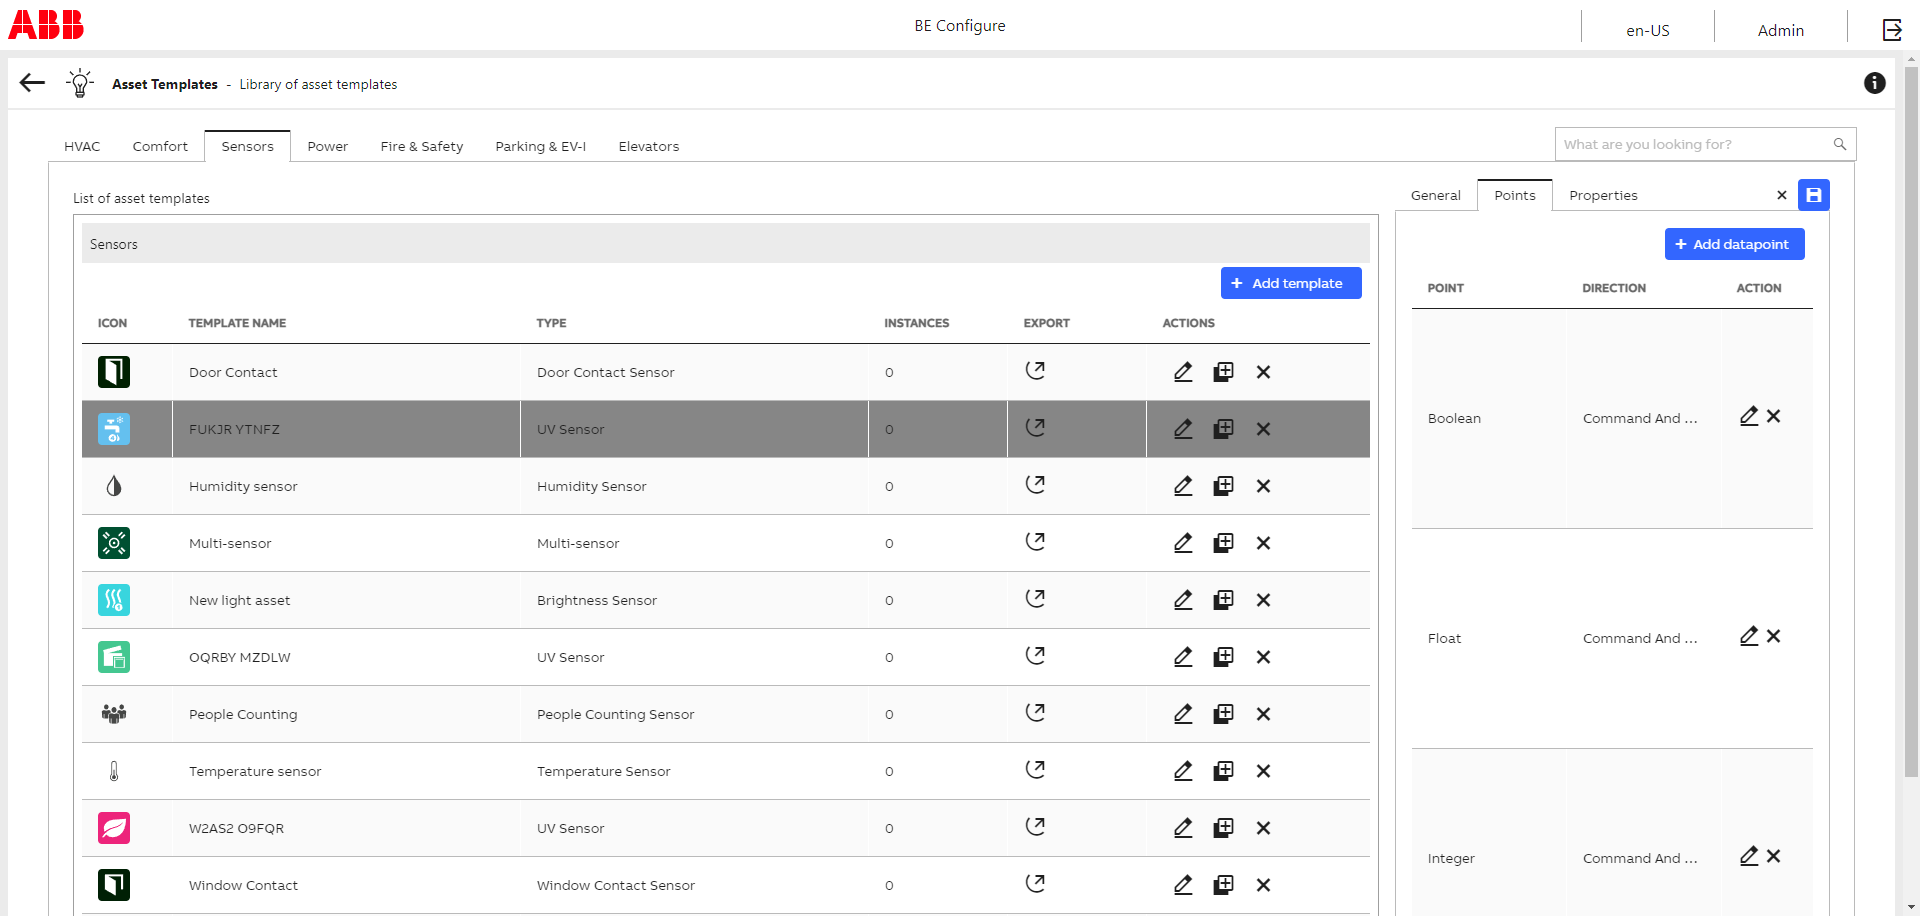 ABB
BE Configure
en-US
Admin
Asset Templates - Library of asset templates
HVAC Comfort Sensors Power Fire & Safety Parking & EV-I Elevators
What are you looking for?
List of asset templates
Sensors
+ Add template
ICON TEMPLATE NAME TYPE INSTANCES EXPORT ACTIONS
Door Contact Door Contact Sensor 0
FUKJR YTNFZ UV Sensor 0
Humidity sensor Humidity Sensor 0
Multi-sensor Multi-sensor 0
New light asset Brightness Sensor 0
OQRBY MZDLW UV Sensor 0
People Counting People Counting Sensor 0
Temperature sensor Temperature Sensor 0
W2AS2 O9FQR UV Sensor 0
Window Contact Window Contact Sensor 0
General Points Properties
+ Add datapoint
POINT DIRECTION ACTION
Boolean Command And ...
Float Command And ...
Integer Command And ...